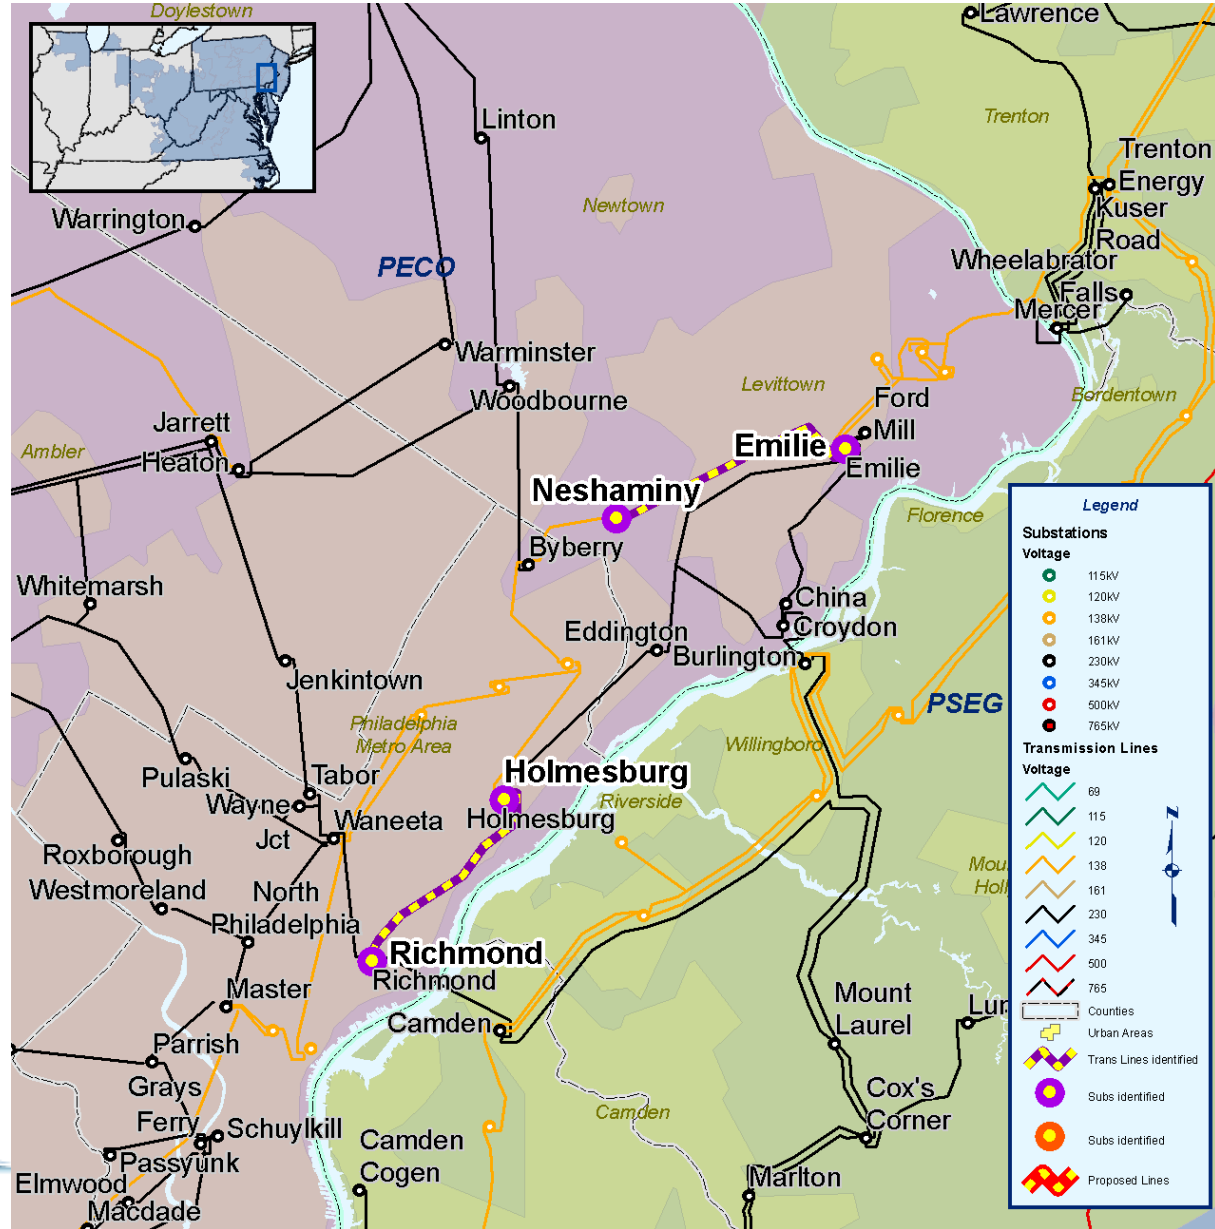 Doylestown
Lawrence
Linton
Trenton
Trenton
Energy
Kuser
Road
Newtown
Warrington
PECO
Wheelabrator
Falls
Mercer
Warminster
Woodbourne
Levittown
Ford
Mill
Bordentown
Jarrett
Heaton
Ambler
Emilie
Emilie
Neshaminy
Byberry
Florence
Whitemarsh
China
Croydon
Eddington
Burlington
Jenkintown
Philadelphia
Metro Area
PSEG
Willingboro
Pulaski
Tabor
Wayne
Jct
Waneeta
Holmesburg
Holmesburg
Riverside
Roxborough
Westmoreland
North
Philadelphia
Richmond
Richmond
Master
Camden
Mount
Laurel
Parrish
Grays
Ferry
Schuylkill
Passyunk
Elmwood
Macdade
Camden
Cogen
Camden
Cox's
Corner
Marlton
Legend
Substations
Voltage
115kV
120kV
138kV
161kV
230kV
345kV
500kV
765kV
Transmission Lines
Voltage
69
115
120
138
161
230
345
500
765
Counties
Urban Areas
Trans Lines identified
Subs identified
Subs identified
Proposed Lines
N